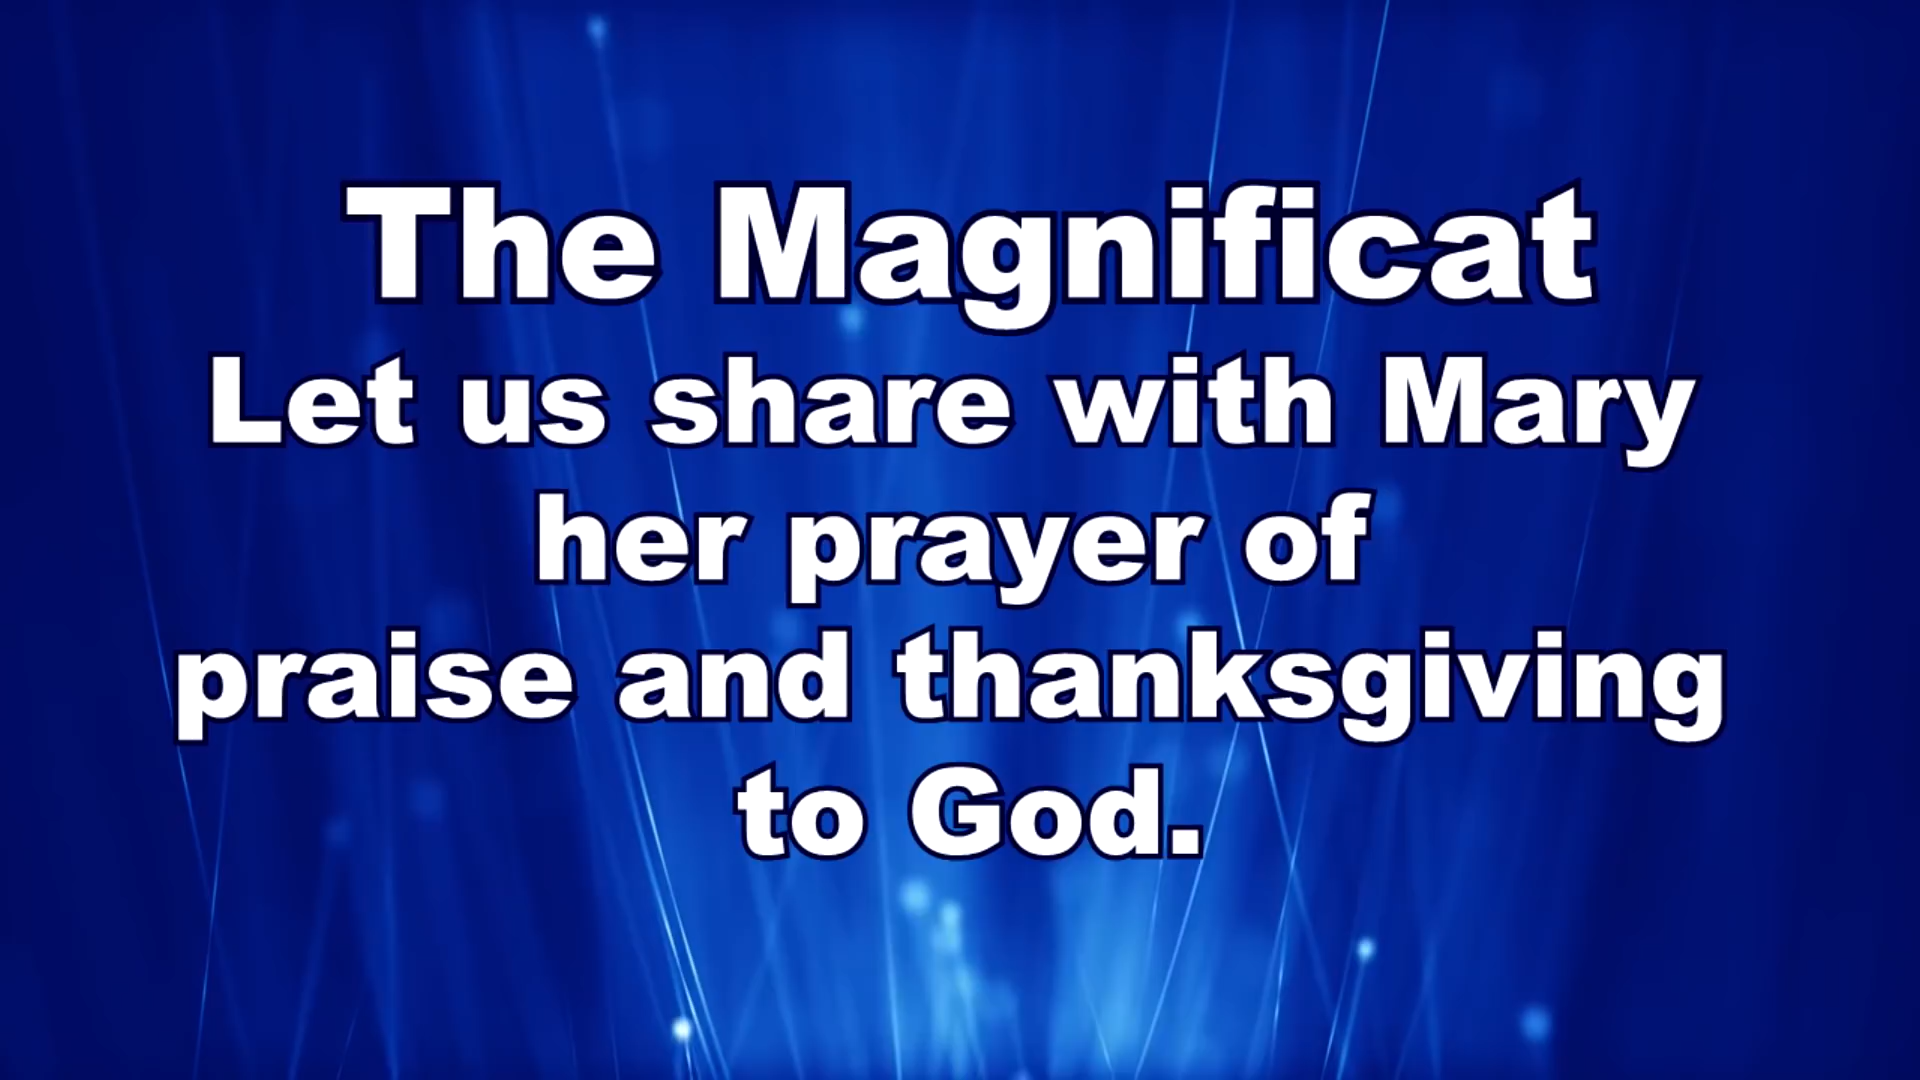 The Magnificat
Let us share with Mary
her prayer of
praise and thanksgiving
to God.